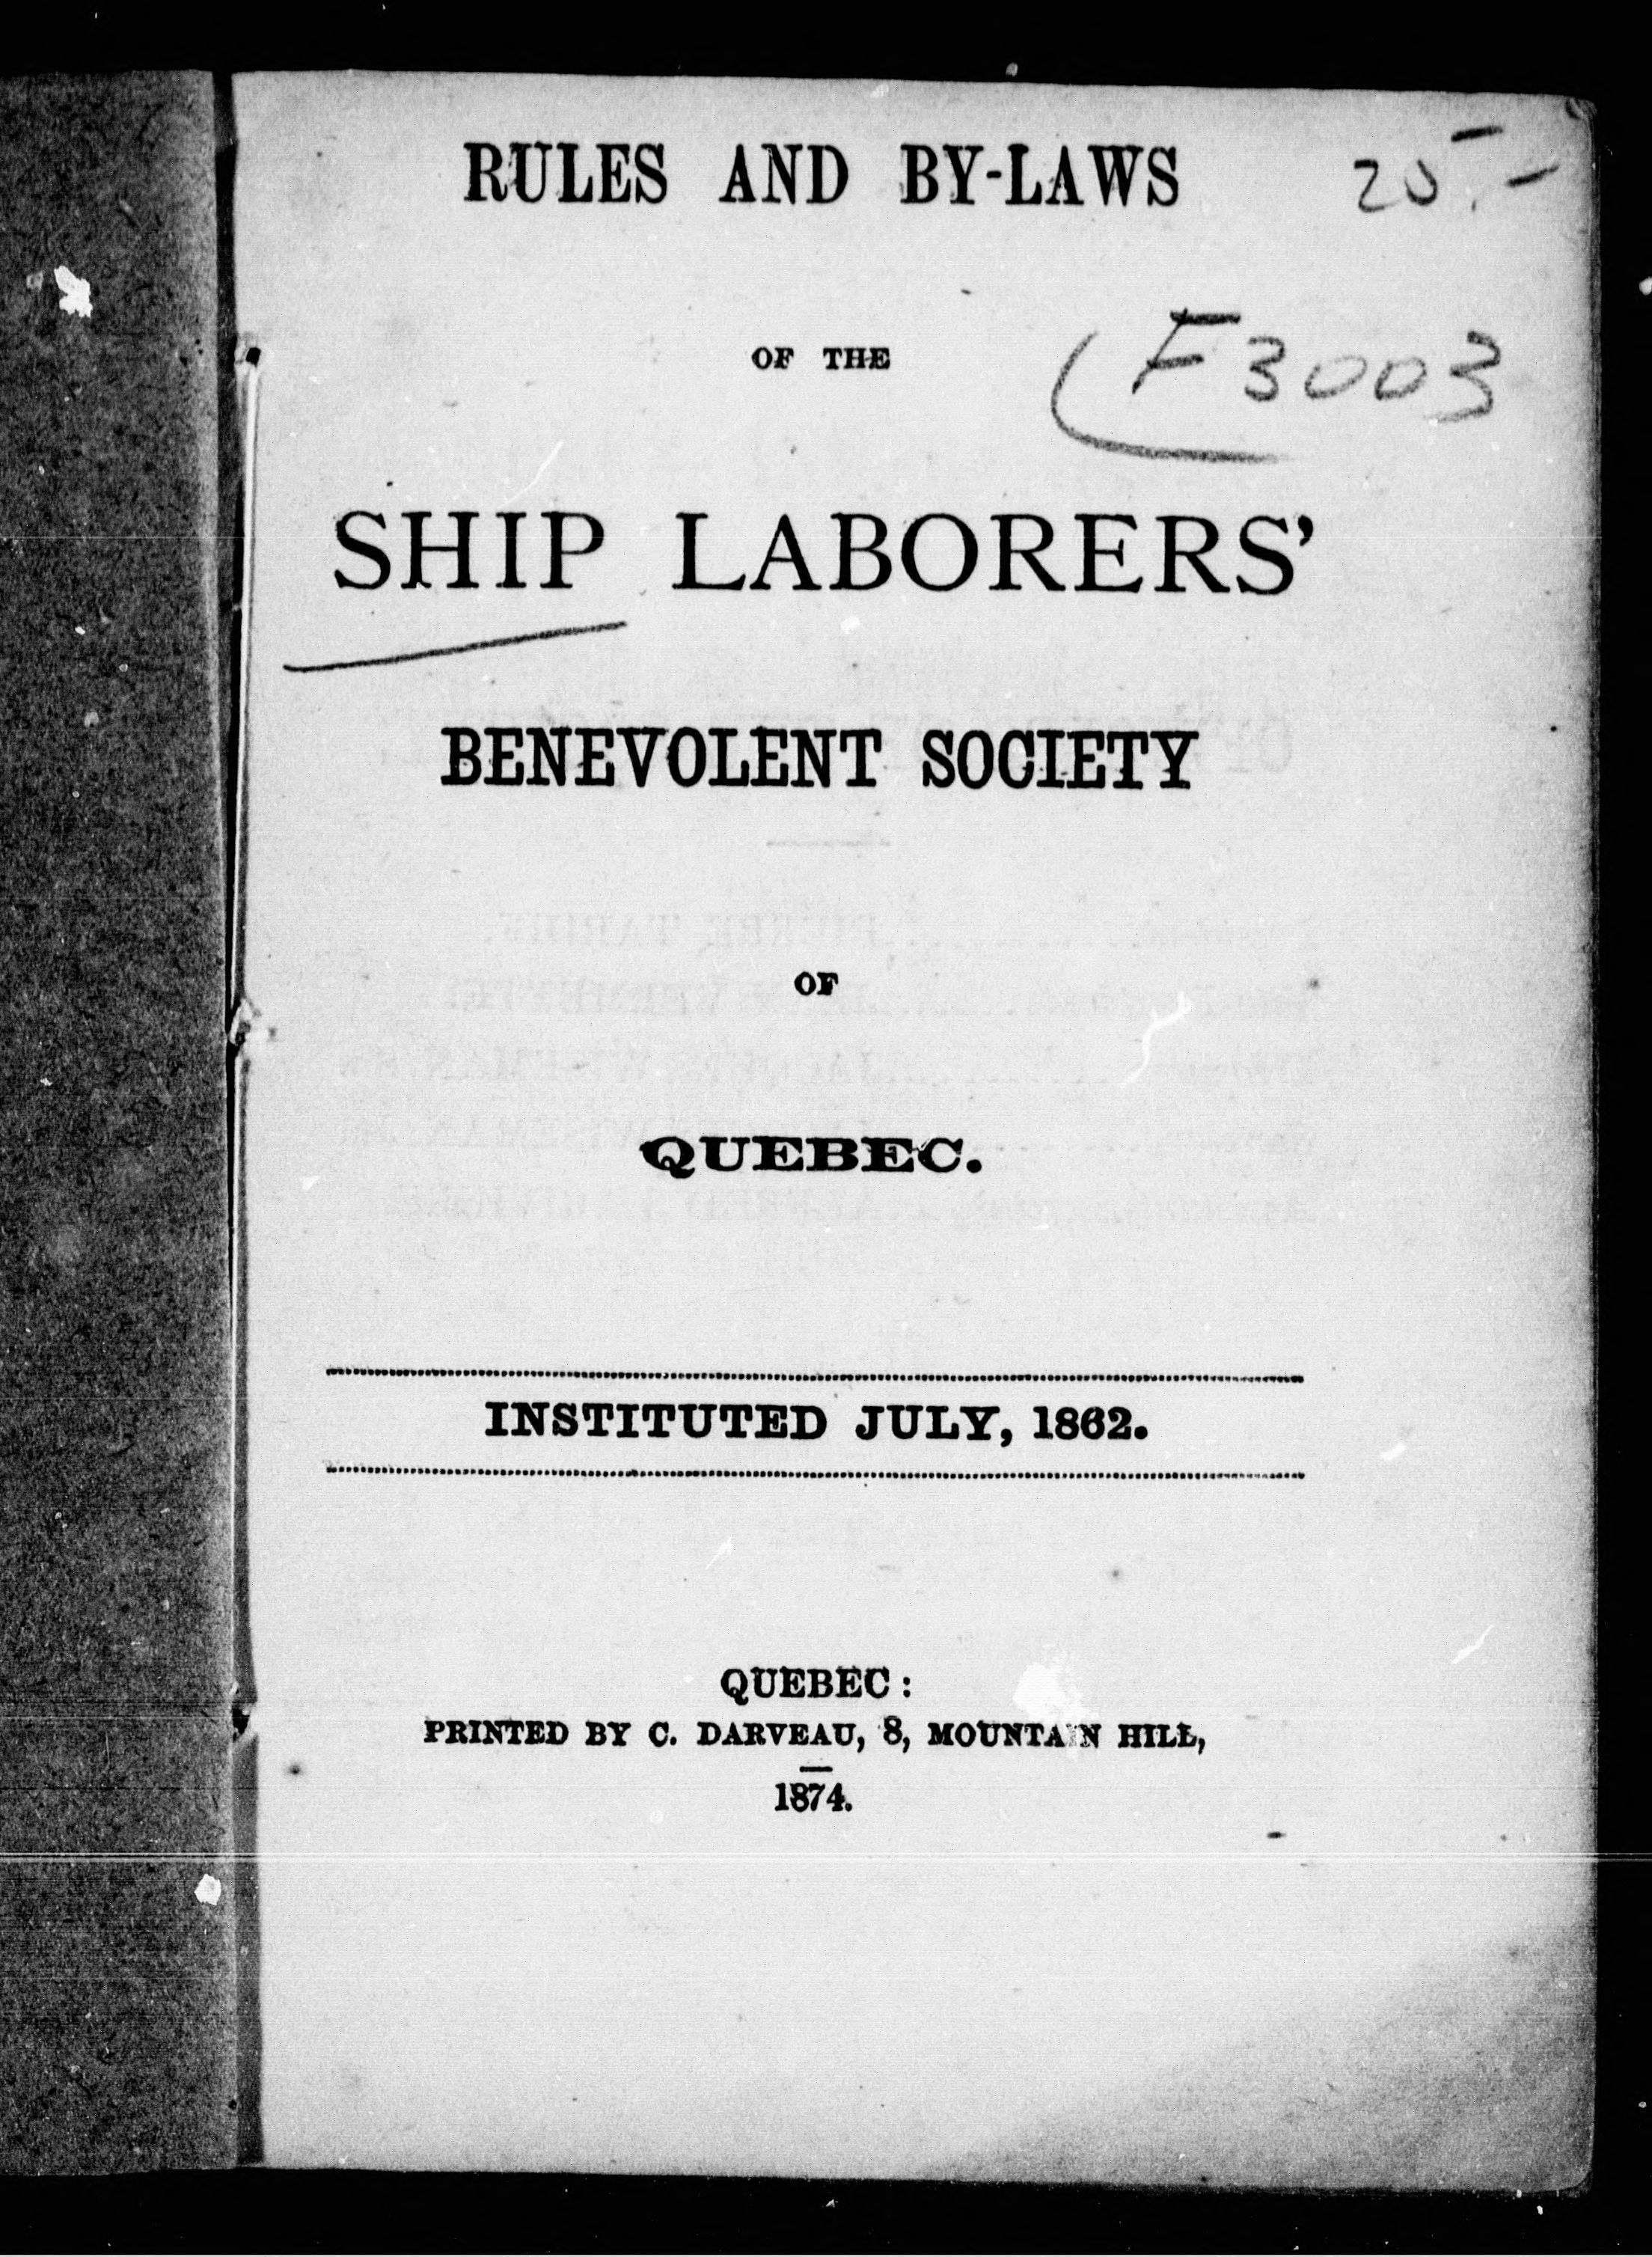 RULES AND BY-LAWS
20.-
OF THE
F3003
SHIP LABORERS'
BENEVOLENT SOCIETY
OF
QUEBEC.
INSTITUTED JULY, 1862.
QUEBEC:
PRINTED BY C. DARVEAU, 8, MOUNTAIN HILL,
1874.